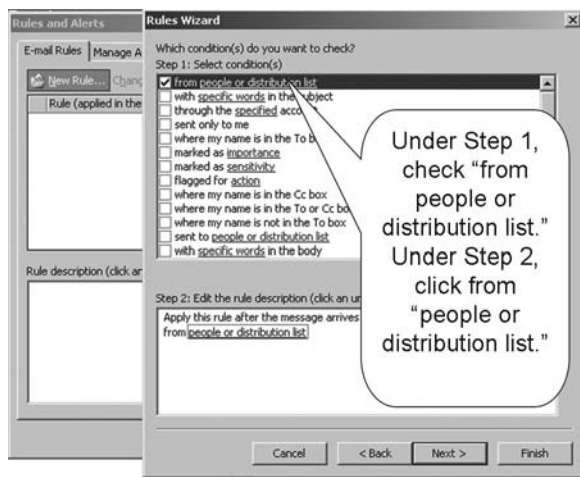 Rules and Alerts
E-mail Rules
Manage A
New Rule...
Chang
Rule (applied in the
Rule description (click ar
Rules Wizard
Which condition(s) do you want to check?
Step 1: Select condition(s)
from people or distribution list
with specific words in the subject
through the specified acco
sent only to me
where my name is in the To b
marked as importance
marked as sensitivity
flagged for action
where my name is in the Cc box
where my name is in the To or Cc bo
where my name is not in the To box
sent to people or distribution list
with specific words in the body
Step 2: Edit the rule description (click an un
Apply this rule after the message arrives
from people or distribution list
Cancel
< Back
Next >
Finish
Under Step 1,
check “from
people or
distribution list.”
Under Step 2,
click from
“people or
distribution list.”